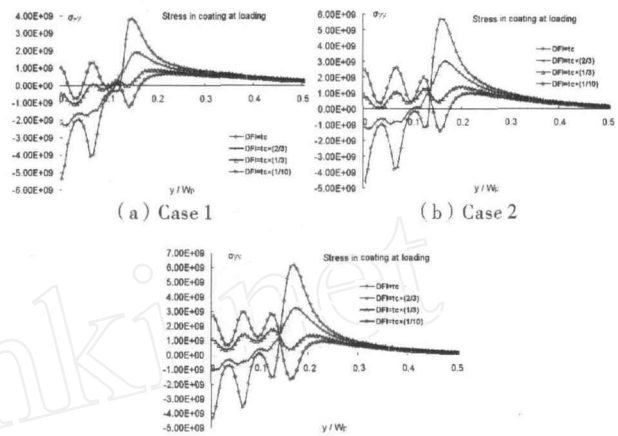 4.00E+09 σyy Stress in coating at loading
3.00E+09
2.00E+09
1.00E+09
0.00E+00
-1.00E+09
-2.00E+09
-3.00E+09
-4.00E+09
-5.00E+09
-6.00E+09
0.2 0.3 0.4 0.5
DFI=tc
DFI=tc×(2/3)
DFI=tc×(1/3)
DFI=tc×(1/10)
y / Wp
(a) Case 1
6.00E+09 σyy Stress in coating at loading
5.00E+09
4.00E+09
3.00E+09
2.00E+09
1.00E+09
0.00E+00
-1.00E+09
-2.00E+09
-3.00E+09
-4.00E+09
-5.00E+09
0.1 0.2 0.3 0.4 0.5
DFI=tc
DFI=tc×(2/3)
DFI=tc×(1/3)
DFI=tc×(1/10)
y / Wp
(b) Case 2
7.00E+09 σyy Stress in coating at loading
6.00E+09
5.00E+09
4.00E+09
3.00E+09
2.00E+09
1.00E+09
0.00E+00
-1.00E+09
-2.00E+09
-3.00E+09
-4.00E+09
-5.00E+09
0.1 0.2 0.3 0.4 0.5
DFI=tc
DFI=tc×(2/3)
DFI=tc×(1/3)
DFI=tc×(1/10)
y / Wp
nki.net